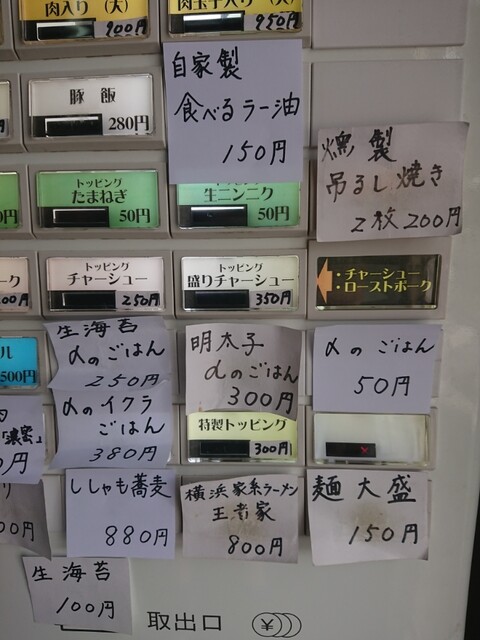 肉入り（大）
900円
肉玉子入り（大）
950円
自家製
食べるラー油
150円
豚飯
280円
燻製
吊るし焼き
2枚200円
トッピング
たまねぎ
50円
生ニンニク
50円
トッピング
チャーシュー
250円
トッピング
盛りチャーシュー
350円
・チャーシュー
・ローストポーク
500円
生海苔
αのごはん
250円
明太子
αのごはん
300円
αのごはん
50円
「濃密」
αのイクラ
ごはん
380円
特製トッピング
300円
ししゃも蕎麦
880円
横浜家系ラーメン
王者家
800円
麺大盛
150円
生海苔
100円
取出口
¥